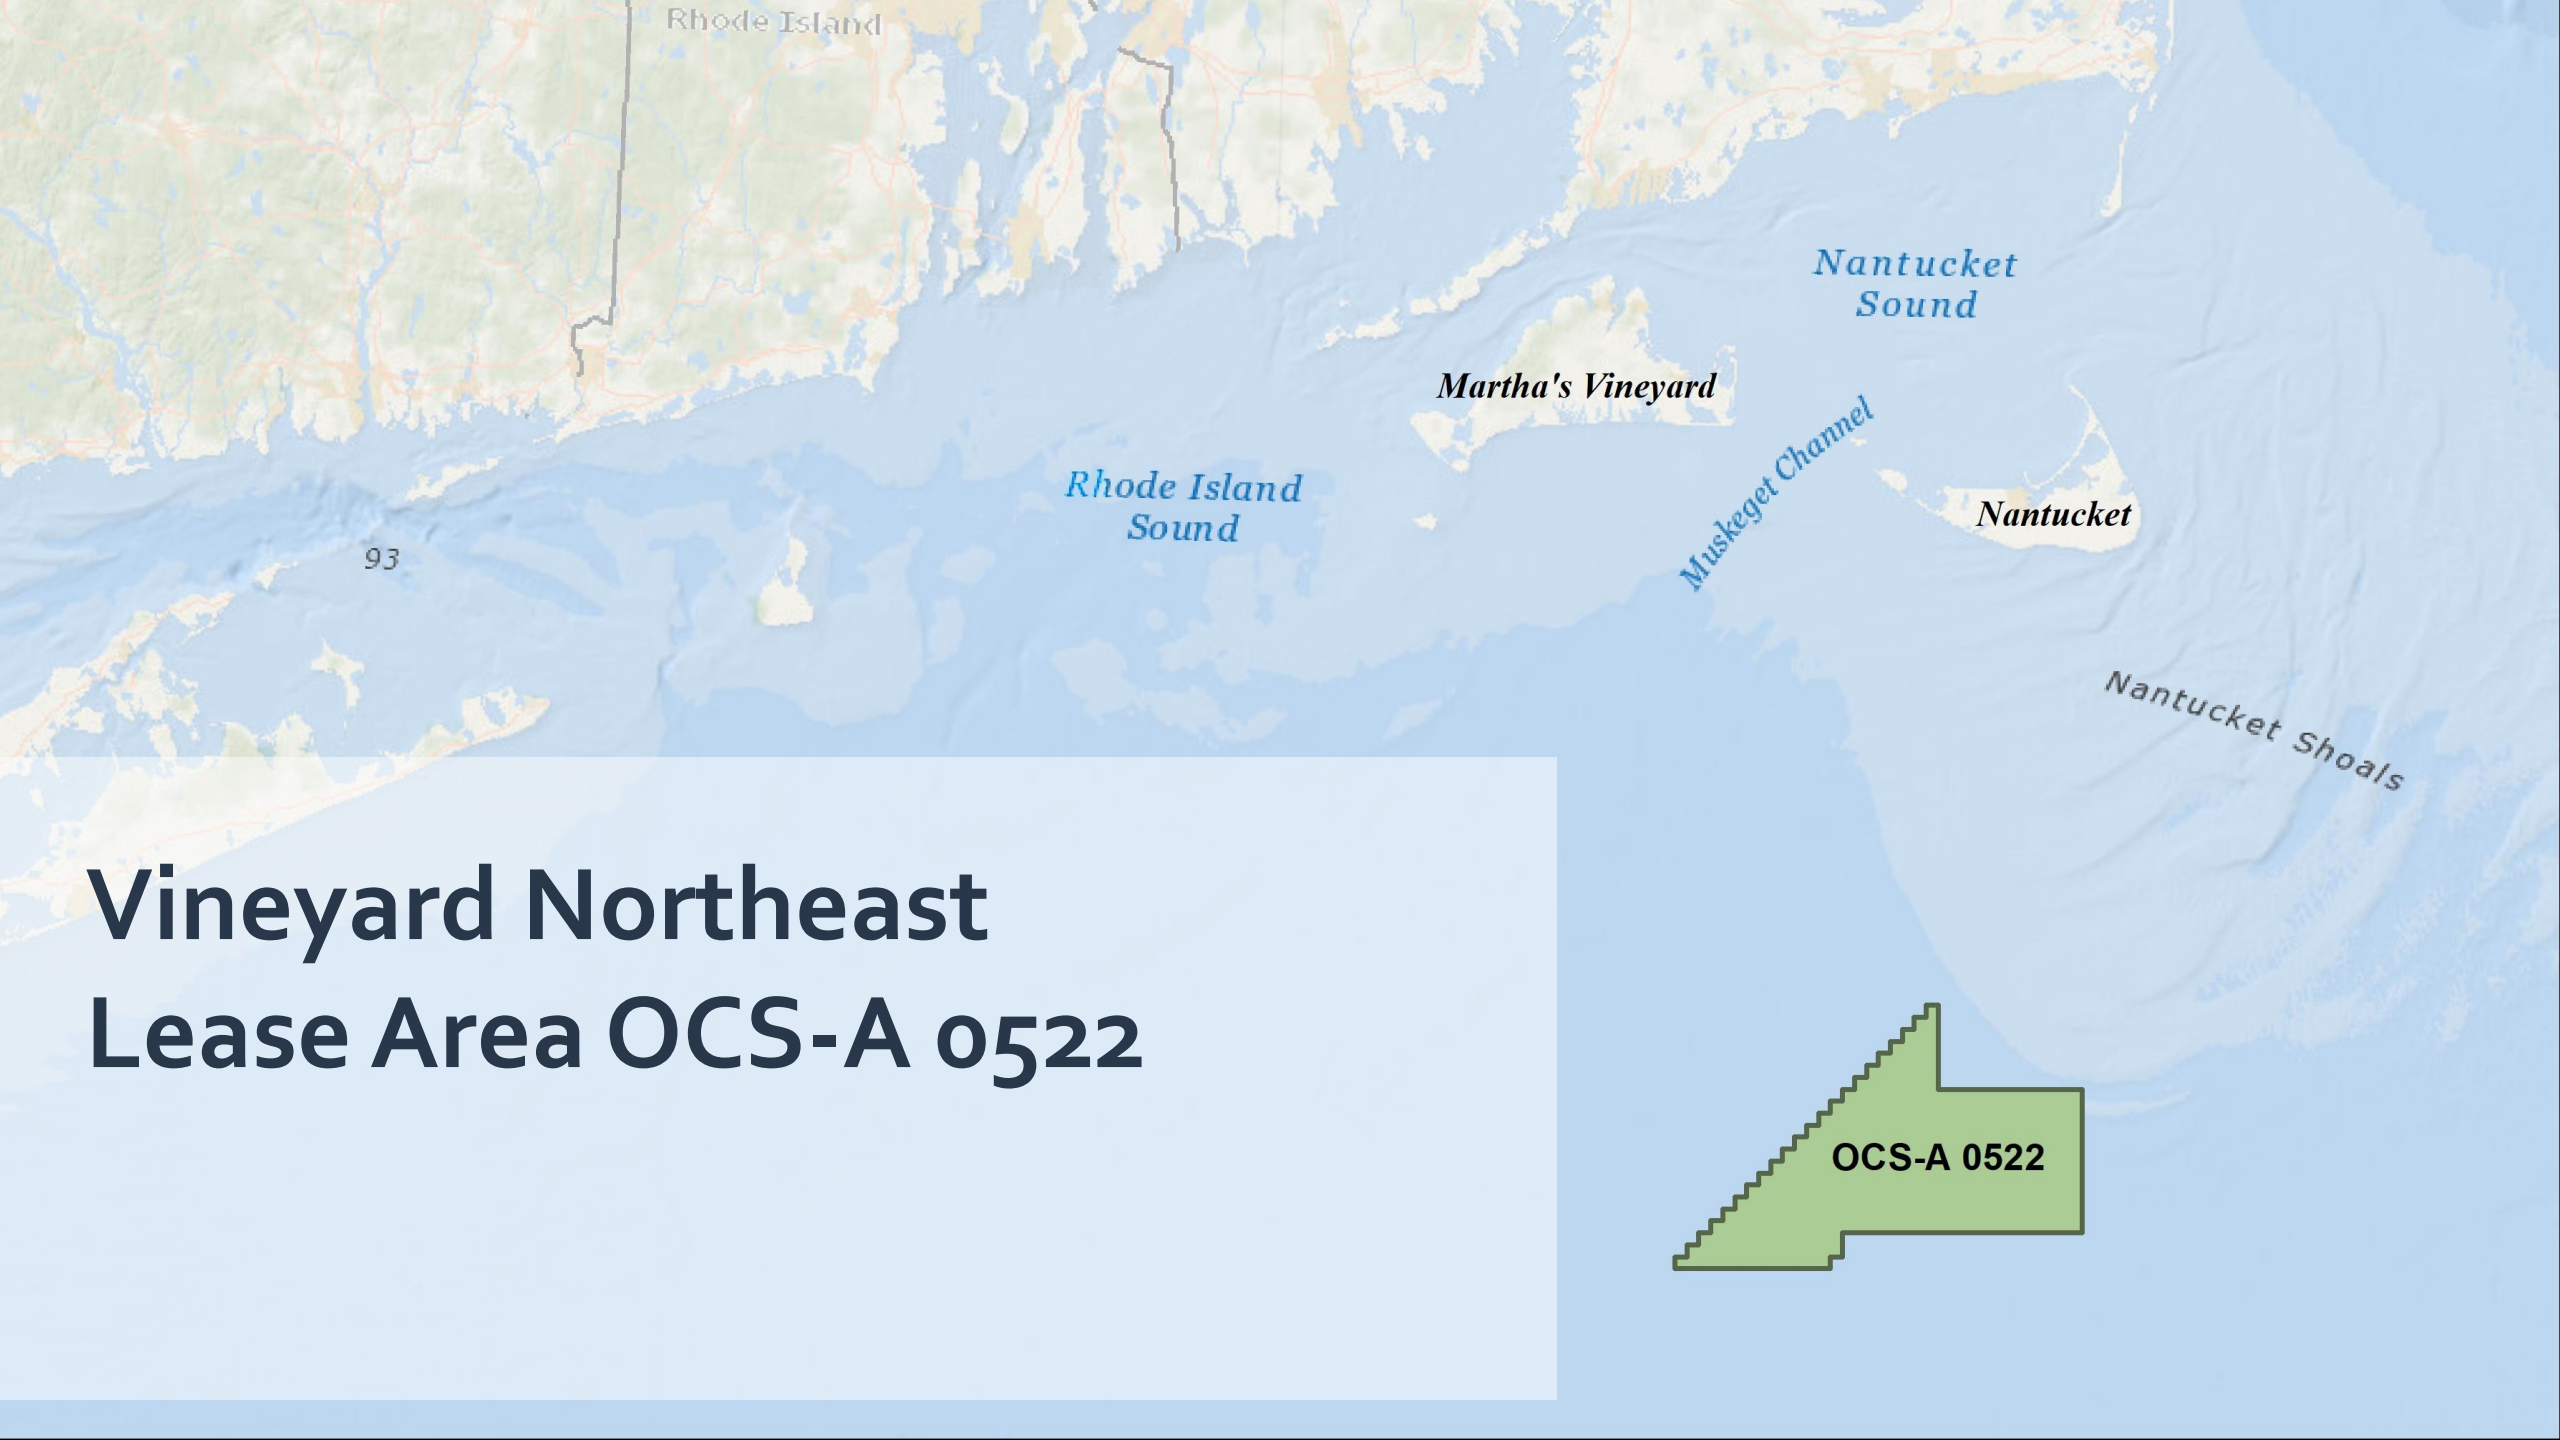 Rhode Island
Nantucket
Sound
Martha's Vineyard
Muskeget Channel
Rhode Island
Sound
Nantucket
93
Nantucket Shoals
Vineyard Northeast
Lease Area OCS-A 0522
OCS-A 0522